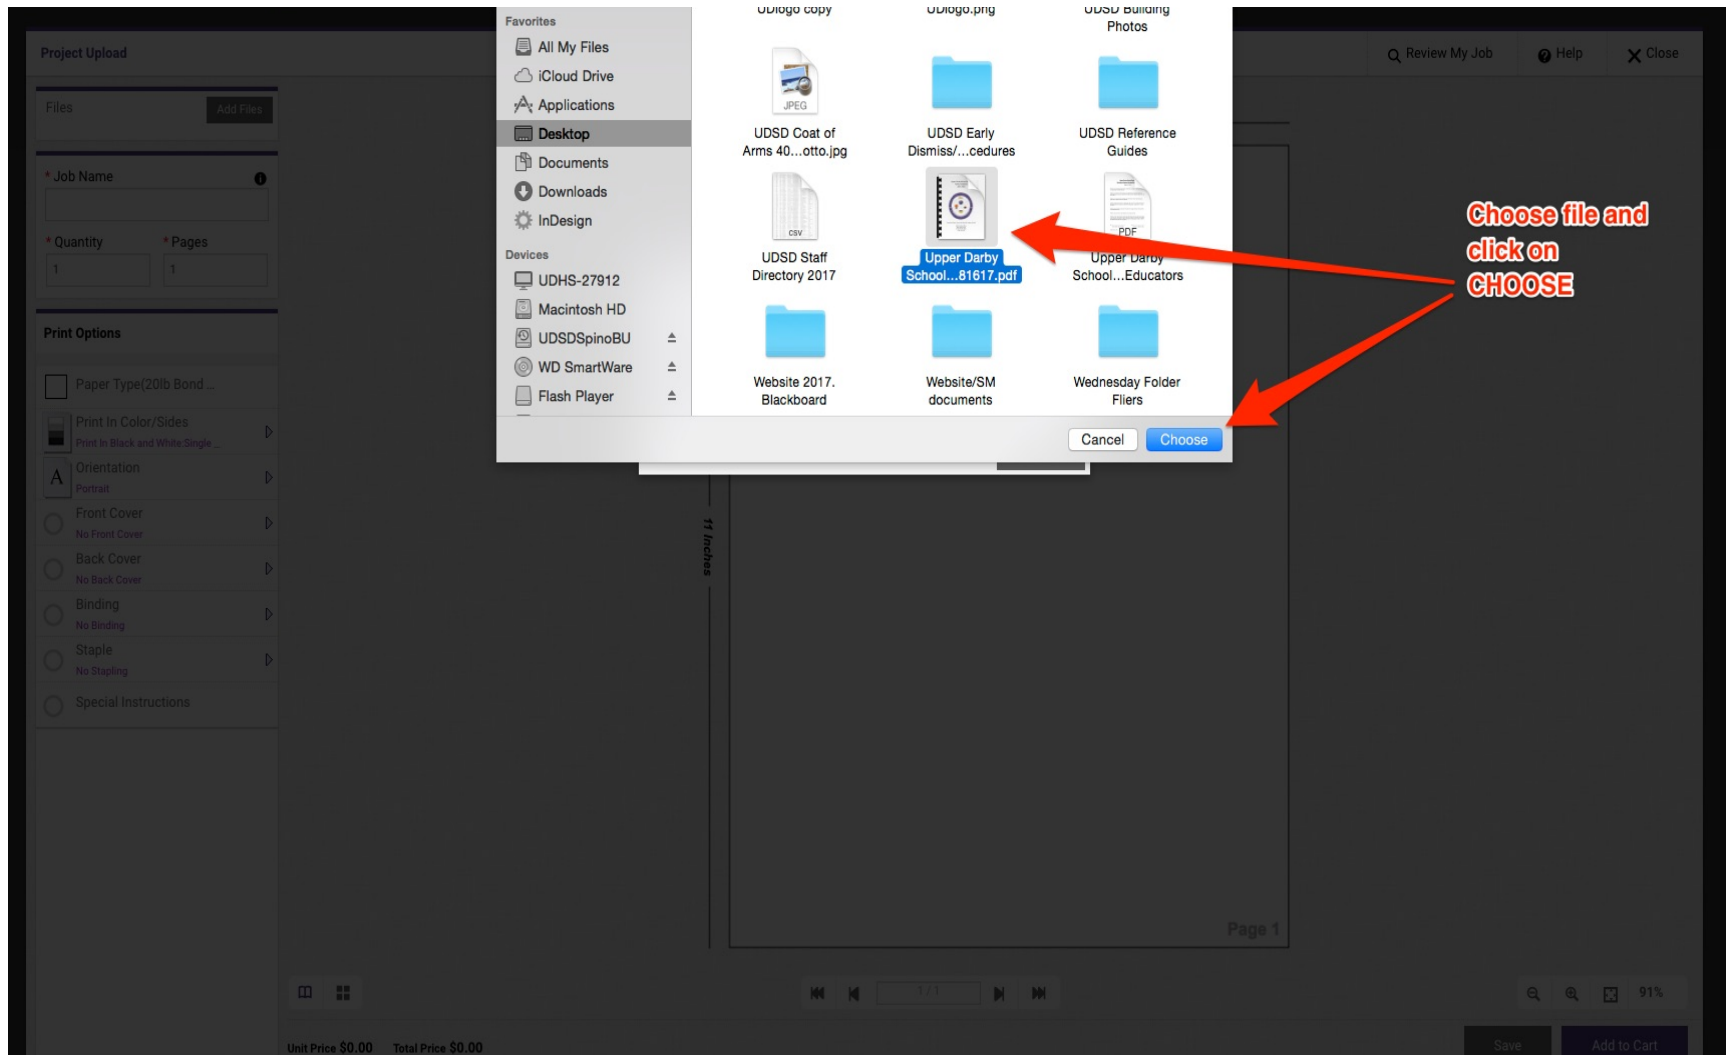 Project Upload
Review My Job
Help
Close
Files
Add Files
* Job Name
* Quantity
* Pages
1
1
Print Options
Paper Type(20lb Bond ...
Print In Color/Sides
Print In Black and White:Single ...
Orientation
Portrait
Front Cover
No Front Cover
Back Cover
No Back Cover
Binding
No Binding
Staple
No Stapling
Special Instructions
Favorites
All My Files
iCloud Drive
Applications
Desktop
Documents
Downloads
InDesign
Devices
UDHS-27912
Macintosh HD
UDSDSpinoBU
WD SmartWare
Flash Player
UDlogo copy
UDlogo.png
UDSD Building
Photos
JPEG
UDSD Coat of
Arms 40...otto.jpg
UDSD Early
Dismiss/...cedures
UDSD Reference
Guides
CSV
UDSD Staff
Directory 2017
Upper Darby
School...81617.pdf
PDF
Upper Darby
School...Educators
Website 2017.
Blackboard
Website/SM
documents
Wednesday Folder
Fliers
Cancel
Choose
Choose file and
click on
CHOOSE
11 Inches
Page 1
1 / 1
91%
Unit Price $0.00
Total Price $0.00
Save
Add to Cart